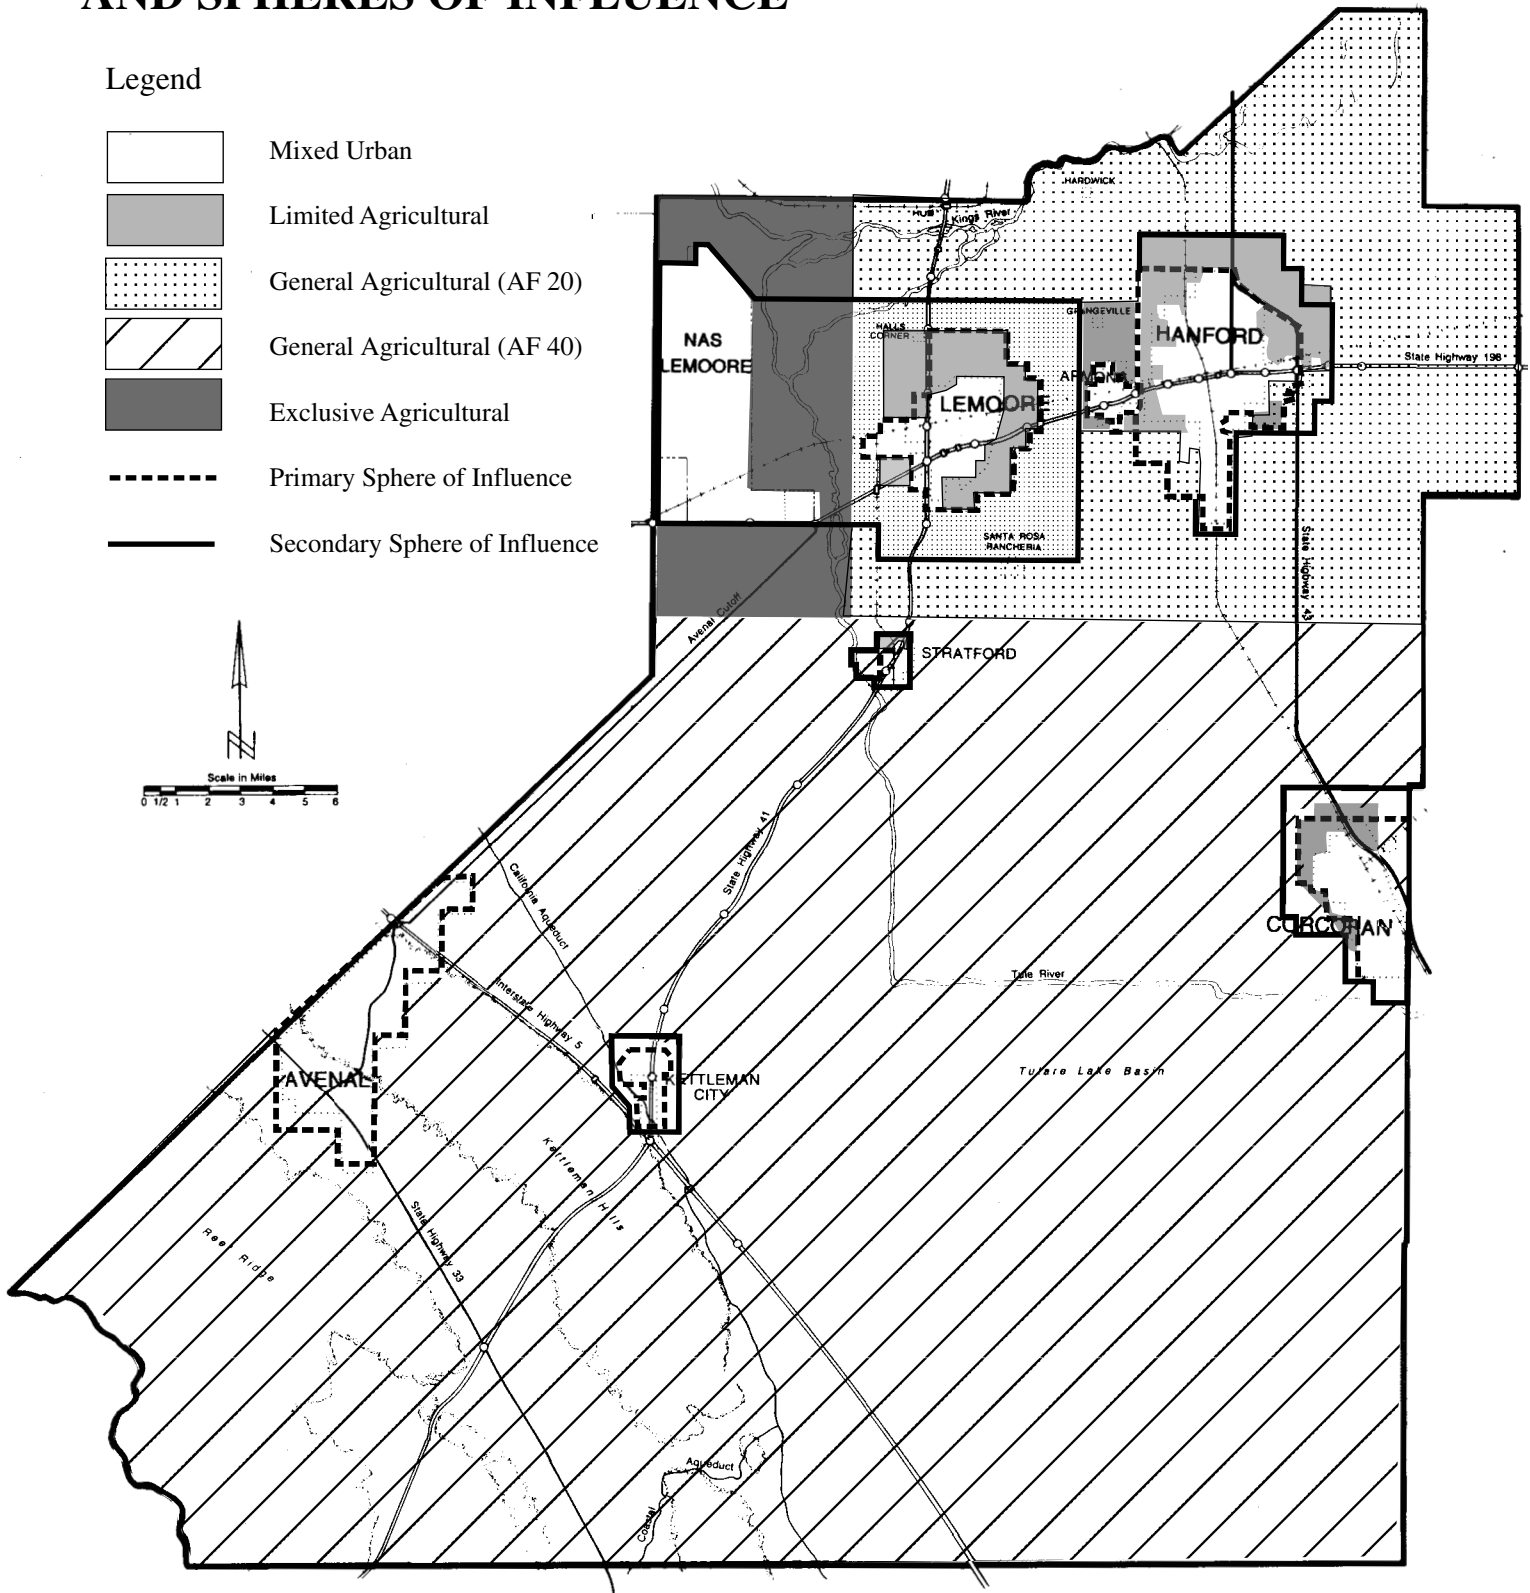 AND SPHERES OF INFLUENCE
Legend
Mixed Urban
Limited Agricultural
General Agricultural (AF 20)
General Agricultural (AF 40)
Exclusive Agricultural
Primary Sphere of Influence
Secondary Sphere of Influence
N
Scale in Miles
0 1/2 1 2 3 4 5 6
HARDWICK
HUB
Kings River
NAS
LEMOORE
HALLS
CORNER
GRANGEVILLE
HANFORD
State Highway 198
ARMONA
LEMOORE
SANTA ROSA
RANCHERIA
State Highway 43
Avenal Cutoff
STRATFORD
State Highway 41
California Aqueduct
CORCORAN
Tule River
Interstate Highway 5
AVENAL
KETTLEMAN
CITY
Tulare Lake Basin
Kettleman Hills
State Highway 33
Reef Ridge
Coastal
Aqueduct